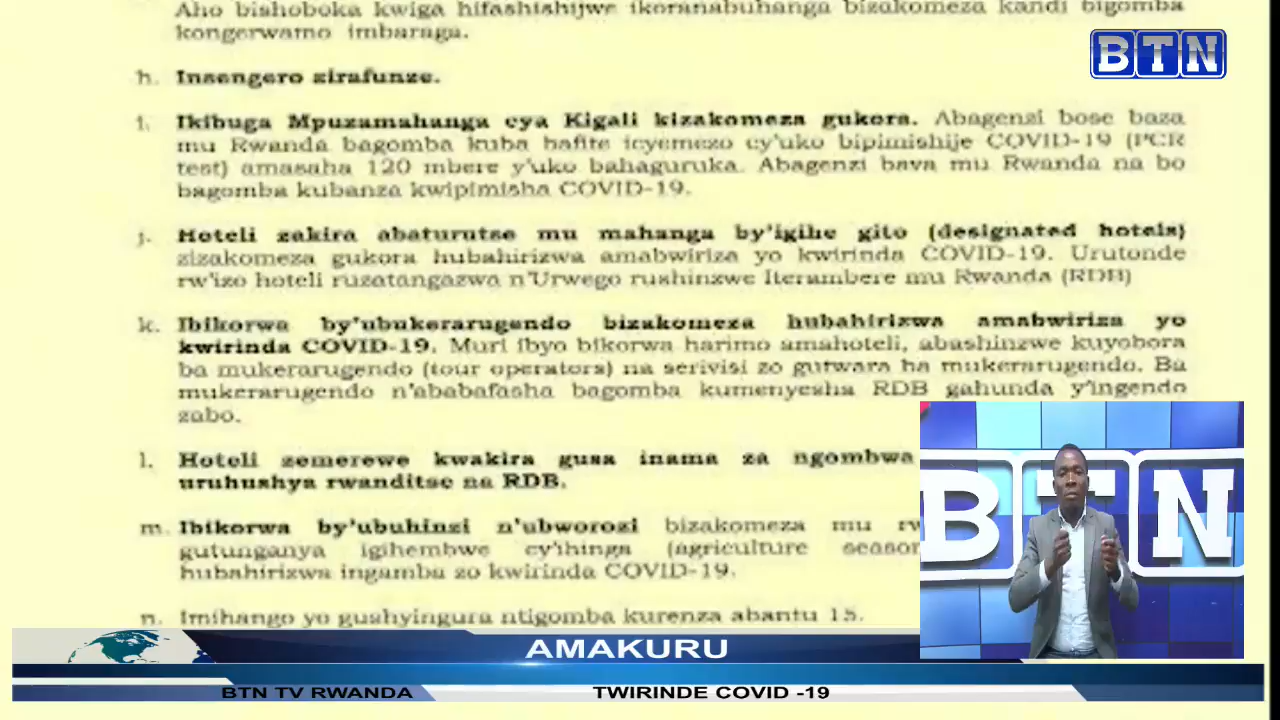 Aho bishoboka kwiga hifashishijwe ikoranabuhanga bizakomeza kandi bigomba
kongerwamo imbaraga.
BTN
h. Insengero zirafunze.
i. Ikibuga Mpuzamahanga cya Kigali kizakomeza gukora. Abagenzi bose baza
mu Rwanda bagomba kuba bafite icyemezo cy'uko bipimishije COVID-19 (PCR
test) amasaha 120 mbere y'uko bahaguruka. Abagenzi bava mu Rwanda na bo
bagomba kubanza kwipimisha COVID-19.
j. Hoteli zakira abaturutse mu mahanga by'igihe gito (designated hotels)
zizakomeza gukora hubahirizwa amabwiriza yo kwirinda COVID-19. Urutonde
rw'izo hoteli ruzatangazwa n'Urwego rushinzwe Iterambere mu Rwanda (RDB)
k. Ibikorwa by'ubukerarugendo bizakomeza hubahirizwa amabwiriza yo
kwirinda COVID-19. Muri ibyo bikorwa harimo amahoteli, abashinzwe kuyobora
ba mukerarugendo (tour operators) na serivisi zo gutwara ba mukerarugendo. Ba
mukerarugendo n'ababafasha bagomba kumenyesha RDB gahunda y'ingendo
zabo.
l. Hoteli zemerewe kwakira gusa inama za ngombwa
uruhushya rwanditse na RDB.
m. Ibikorwa by'ubuhinzi n'ubworozi bizakomeza mu
gutunganya igihembwe cy'ihinga (agriculture season
hubahirizwa ingamba zo kwirinda COVID-19.
n. Imihango yo gushyingura ntigomba kurenza abantu 15.
BTN
AMAKURU
BTN TV RWANDA
TWIRINDE COVID -19